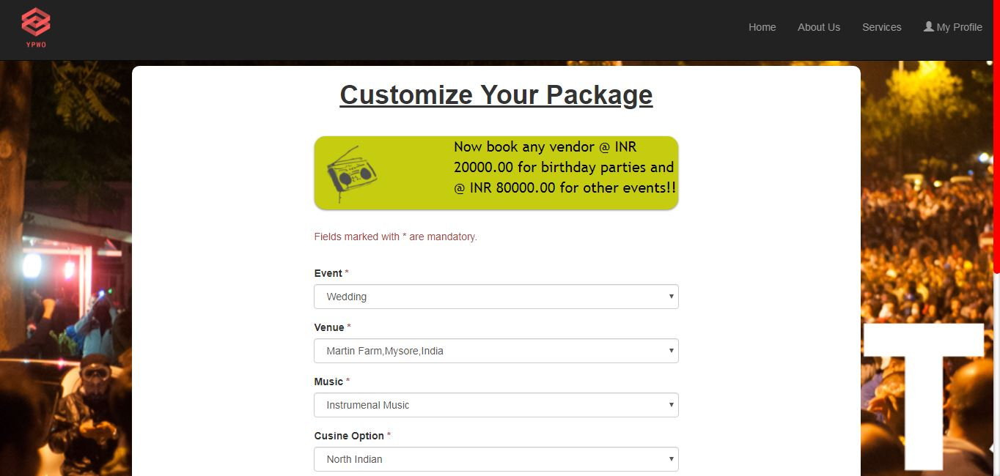 YPWO
Home
About Us
Services
My Profile
Customize Your Package
Now book any vendor @ INR
20000.00 for birthday parties and
@ INR 80000.00 for other events!!
Fields marked with * are mandatory.
Event *
Wedding
Venue *
Martin Farm,Mysore,India
Music *
Instrumenal Music
Cusine Option *
North Indian
T